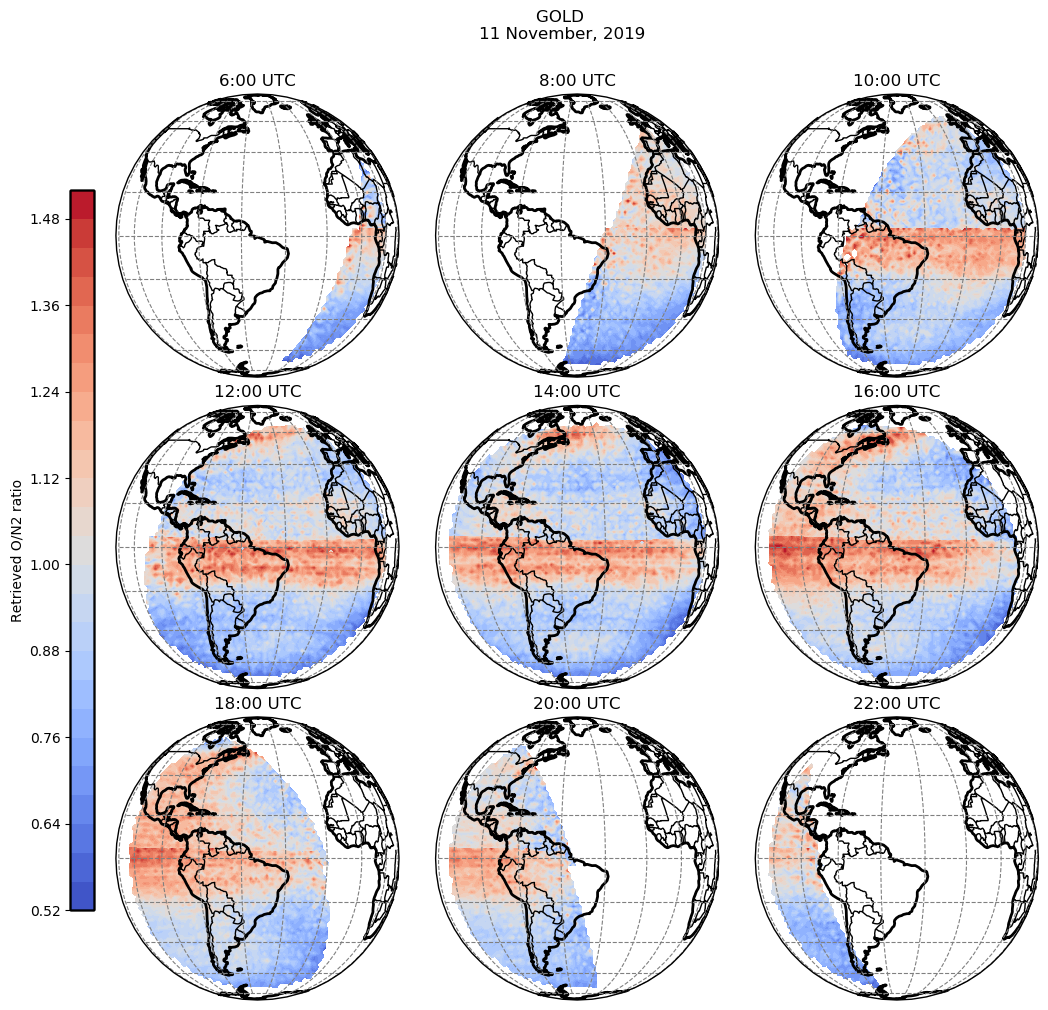 GOLD
11 November, 2019
6:00 UTC
8:00 UTC
10:00 UTC
12:00 UTC
14:00 UTC
16:00 UTC
18:00 UTC
20:00 UTC
22:00 UTC
Retrieved O/N2 ratio
1.48
1.36
1.24
1.12
1.00
0.88
0.76
0.64
0.52